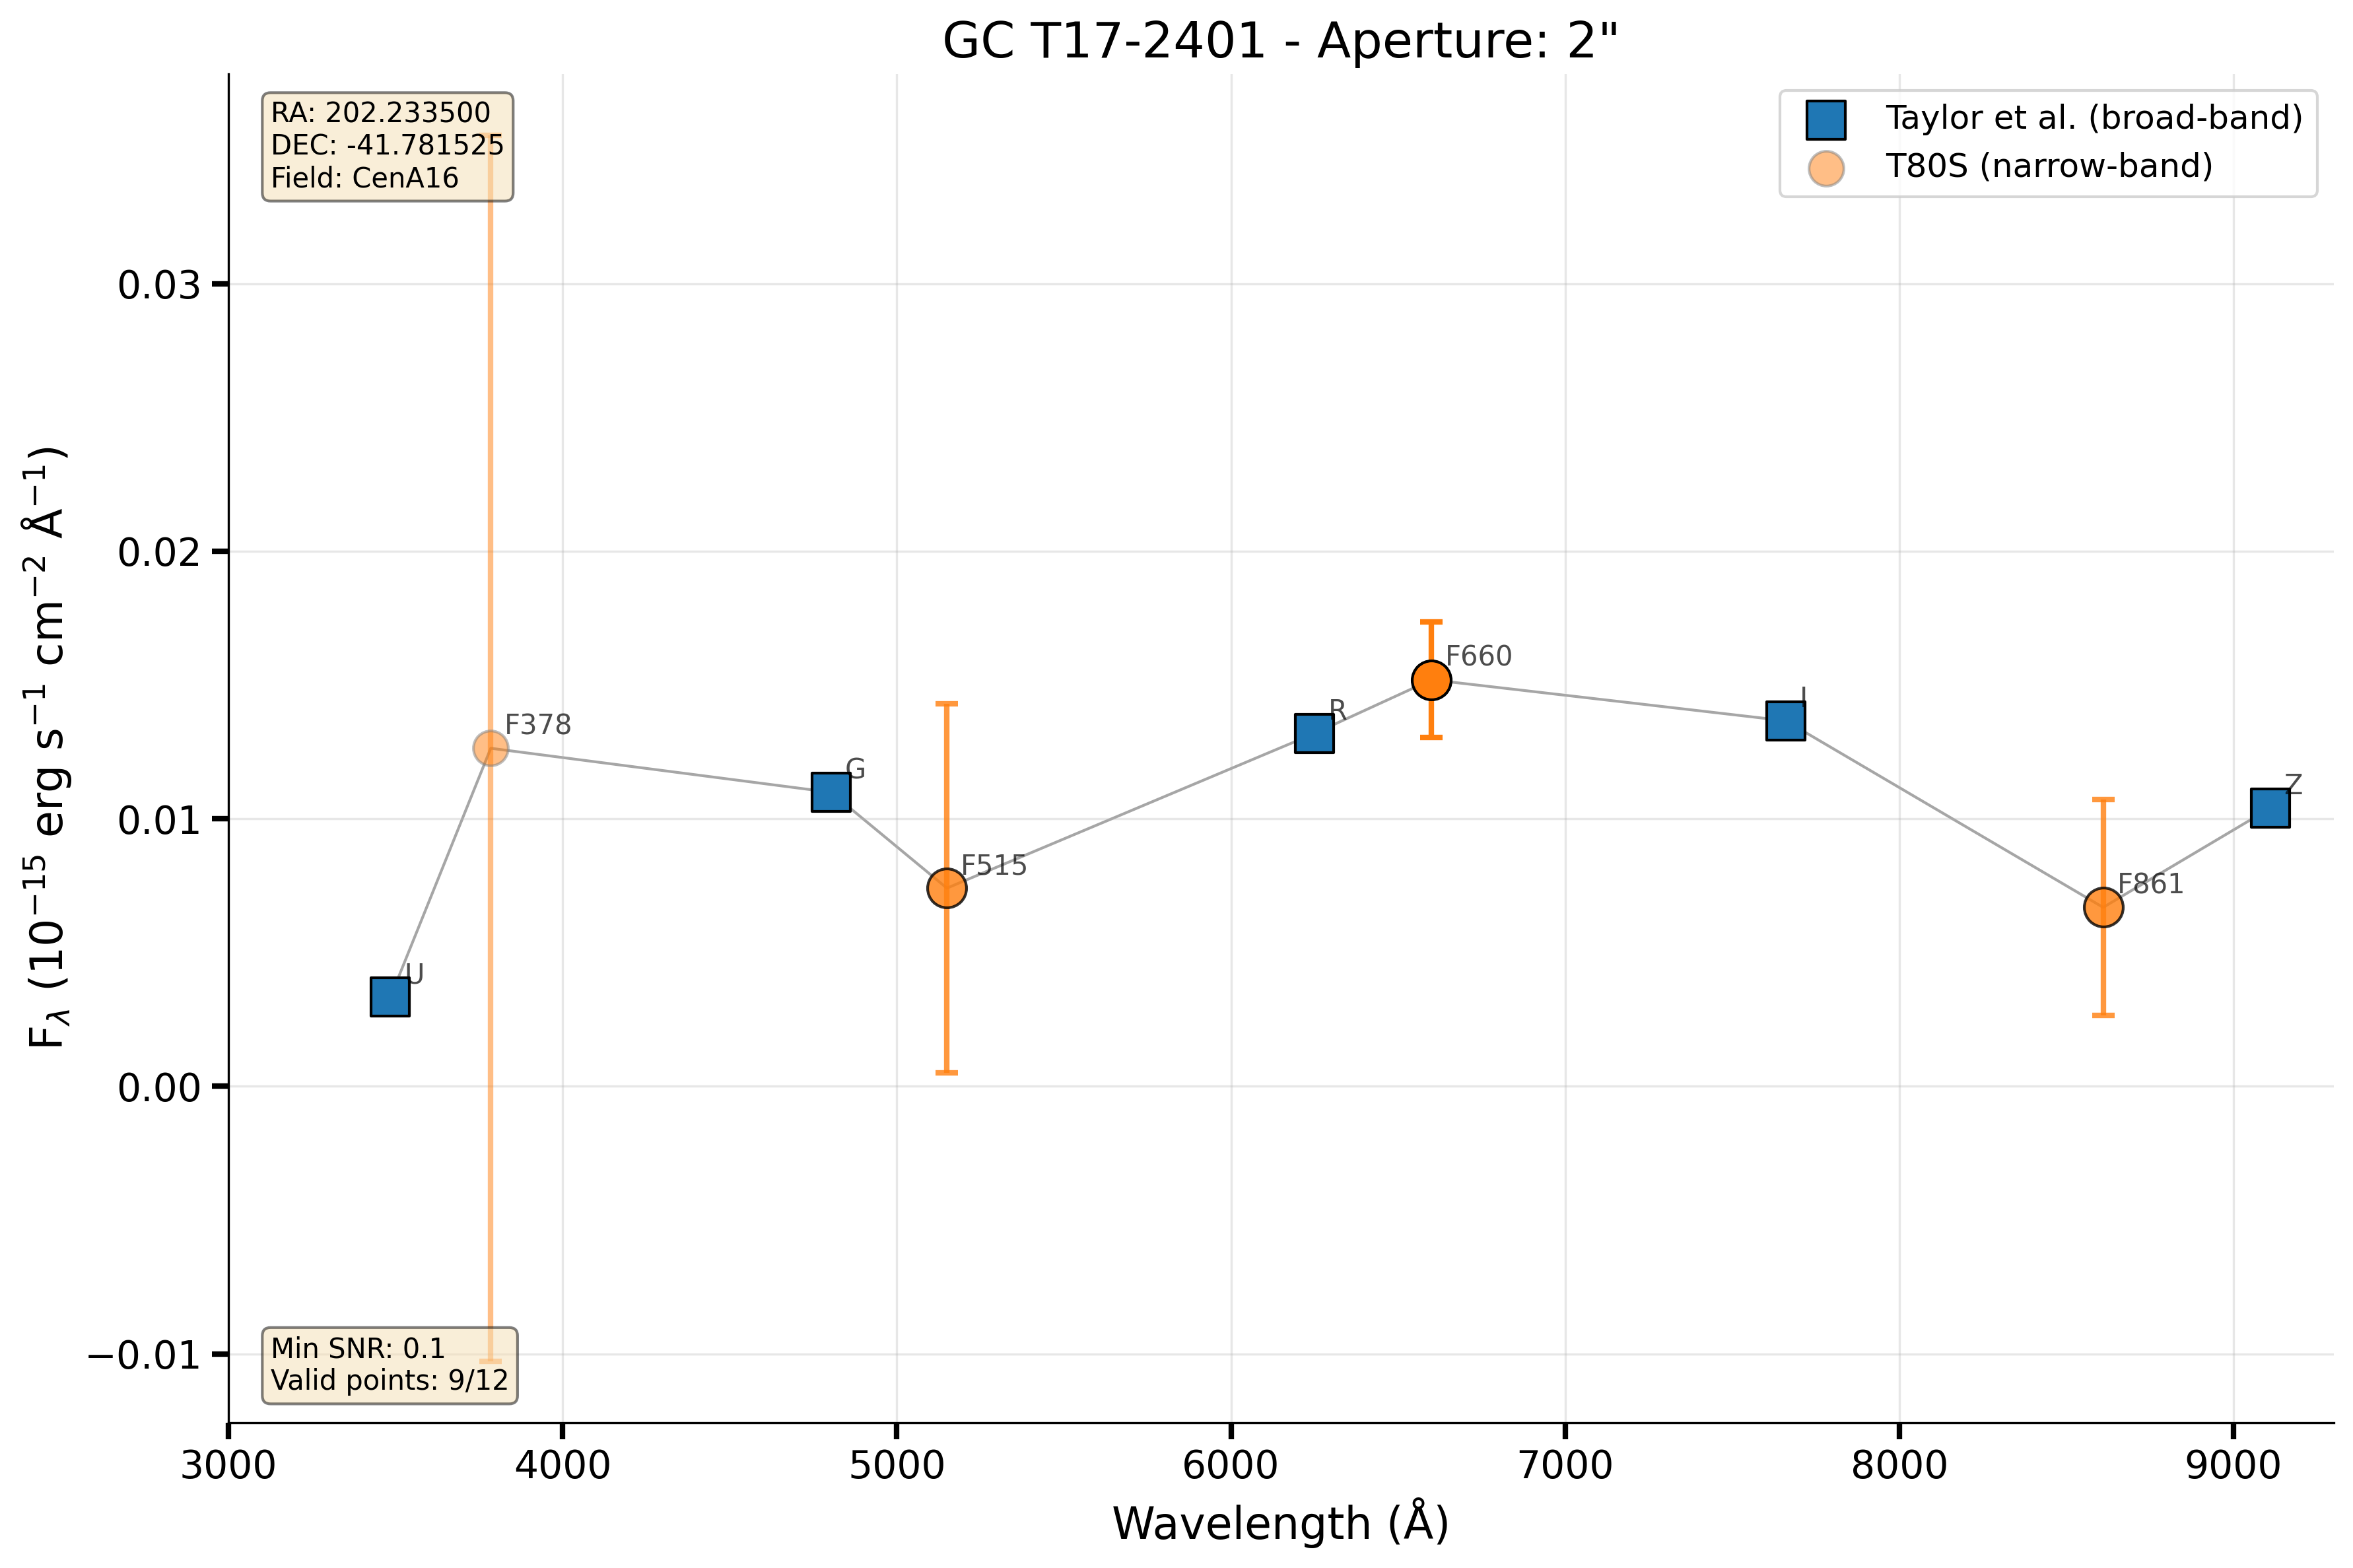 GC T17-2401 - Aperture: 2"
RA: 202.233500
DEC: -41.781525
Field: CenA16
Taylor et al. (broad-band)
T80S (narrow-band)
0.03
0.02
0.01
0.00
−0.01
F_λ (10⁻¹⁵ erg s⁻¹ cm⁻² Å⁻¹)
U
F378
G
F515
R
F660
I
F861
Z
Min SNR: 0.1
Valid points: 9/12
3000
4000
5000
6000
7000
8000
9000
Wavelength (Å)